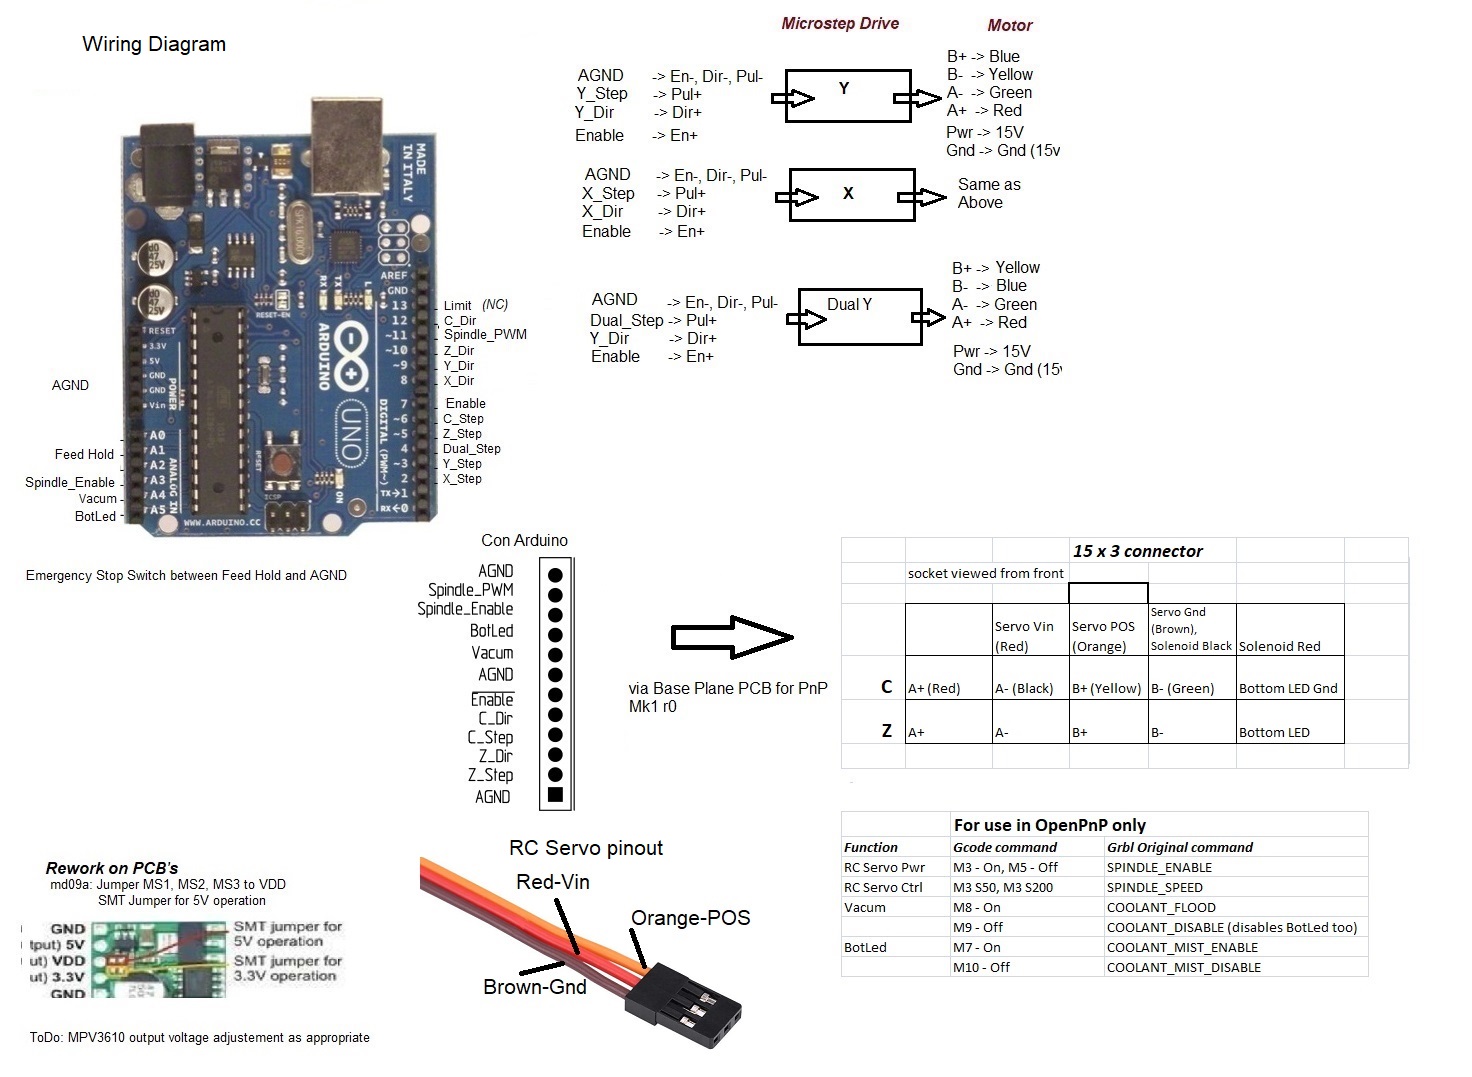 Wiring Diagram
Microstep Drive
Motor
AGND -> En-, Dir-, Pul-
Y_Step -> Pul+
Y_Dir -> Dir+
Enable -> En+
Y
B+ -> Blue
B- -> Yellow
A- -> Green
A+ -> Red
Pwr -> 15V
Gnd -> Gnd (15v
AGND -> En-, Dir-, Pul-
X_Step -> Pul+
X_Dir -> Dir+
Enable -> En+
X
Same as
Above
AGND -> En-, Dir-, Pul-
Dual_Step -> Pul+
Y_Dir -> Dir+
Enable -> En+
Dual Y
B+ -> Yellow
B- -> Blue
A- -> Green
A+ -> Red
Pwr -> 15V
Gnd -> Gnd (15v
MADE
IN ITALY
47
25V
47
25V
AREF
GND
13
12
~11
~10
~9
8
7
~6
~5
4
~3
2
TX→1
RX←0
RESET-EN
RX
TX
L
ARDUINO
UNO
DIGITAL (PWM~)
RESET
3.3V
5V
GND
GND
Vin
POWER
A0
A1
A2
A3
A4
A5
ANALOG IN
RESET
ICSP
ON
WWW.ARDUINO.CC
Limit (NC)
C_Dir
Spindle_PWM
Z_Dir
Y_Dir
X_Dir
Enable
C_Step
Z_Step
Dual_Step
Y_Step
X_Step
AGND
Feed Hold
Spindle_Enable
Vacum
BotLed
Emergency Stop Switch between Feed Hold and AGND
Con Arduino
AGND
Spindle_PWM
Spindle_Enable
BotLed
Vacum
AGND
Enable
C_Dir
C_Step
Z_Dir
Z_Step
AGND
via Base Plane PCB for PnP
Mk1 r0
15 x 3 connector
socket viewed from front
Servo Vin
(Red)
Servo POS
(Orange)
Servo Gnd
(Brown),
Solenoid Black
Solenoid Red
C A+ (Red) A- (Black) B+ (Yellow) B- (Green) Bottom LED Gnd
Z A+ A- B+ B- Bottom LED
For use in OpenPnP only
Function Gcode command Grbl Original command
RC Servo Pwr M3 - On, M5 - Off SPINDLE_ENABLE
RC Servo Ctrl M3 S50, M3 S200 SPINDLE_SPEED
Vacum M8 - On COOLANT_FLOOD
M9 - Off COOLANT_DISABLE (disables BotLed too)
BotLed M7 - On COOLANT_MIST_ENABLE
M10 - Off COOLANT_MIST_DISABLE
RC Servo pinout
Red-Vin
Orange-POS
Brown-Gnd
Rework on PCB's
md09a: Jumper MS1, MS2, MS3 to VDD
SMT Jumper for 5V operation
GND
tput) 5V
ut) VDD
ut) 3.3V
GND
SMT jumper for
5V operation
SMT jumper for
3.3V operation
ToDo: MPV3610 output voltage adjustement as appropriate